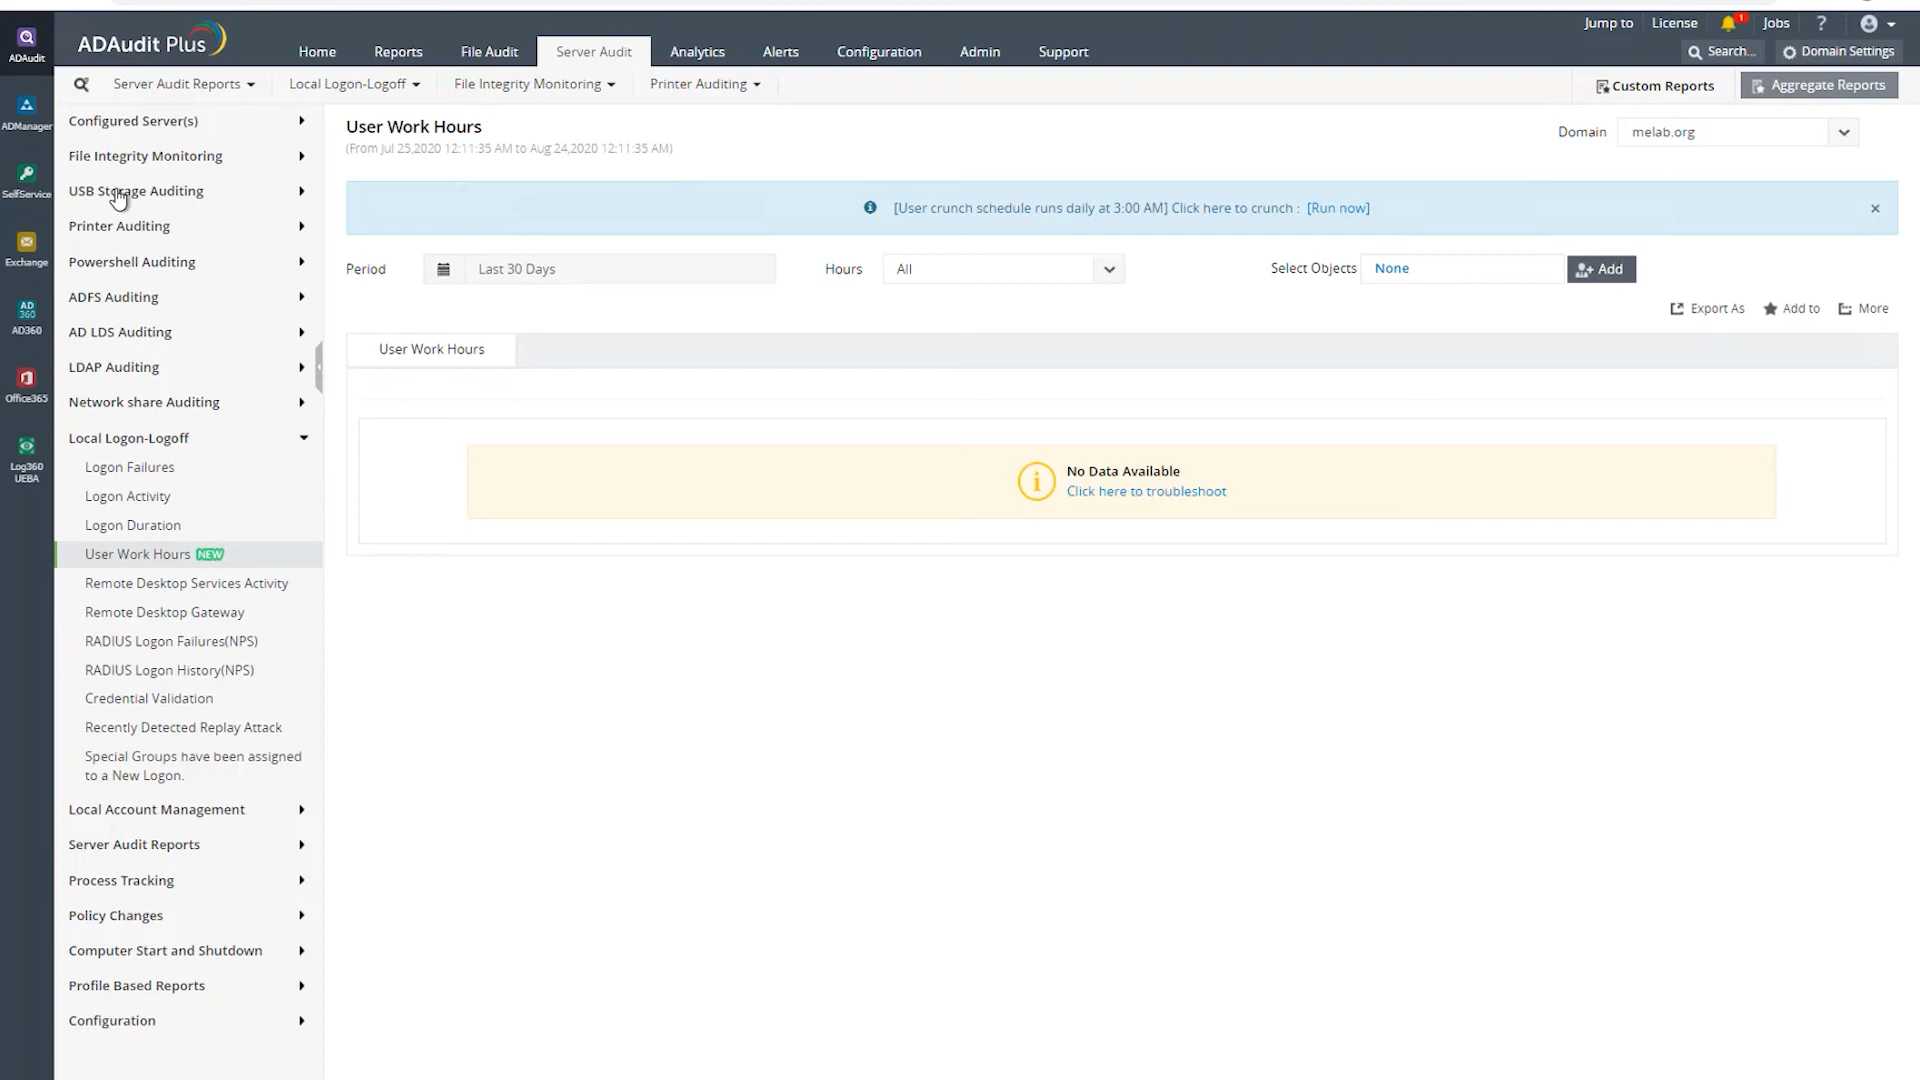 ADAudit
ADManager
SelfService
Exchange
AD
360
AD360
Office365
Log360
UEBA
ADAudit Plus
Home
Reports
File Audit
Server Audit
Analytics
Alerts
Configuration
Admin
Support
Jump to
License
1
Jobs
?
Search...
Domain Settings
Server Audit Reports
Local Logon-Logoff
File Integrity Monitoring
Printer Auditing
Custom Reports
Aggregate Reports
Configured Server(s)
File Integrity Monitoring
USB Storage Auditing
Printer Auditing
Powershell Auditing
ADFS Auditing
AD LDS Auditing
LDAP Auditing
Network share Auditing
Local Logon-Logoff
Logon Failures
Logon Activity
Logon Duration
User Work Hours NEW
Remote Desktop Services Activity
Remote Desktop Gateway
RADIUS Logon Failures(NPS)
RADIUS Logon History(NPS)
Credential Validation
Recently Detected Replay Attack
Special Groups have been assigned
to a New Logon.
Local Account Management
Server Audit Reports
Process Tracking
Policy Changes
Computer Start and Shutdown
Profile Based Reports
Configuration
User Work Hours
(From Jul 25,2020 12:11:35 AM to Aug 24,2020 12:11:35 AM)
Domain melab.org
[User crunch schedule runs daily at 3:00 AM] Click here to crunch : [Run now]
Period Last 30 Days
Hours All
Select Objects None
Add
Export As
Add to
More
User Work Hours
No Data Available
Click here to troubleshoot